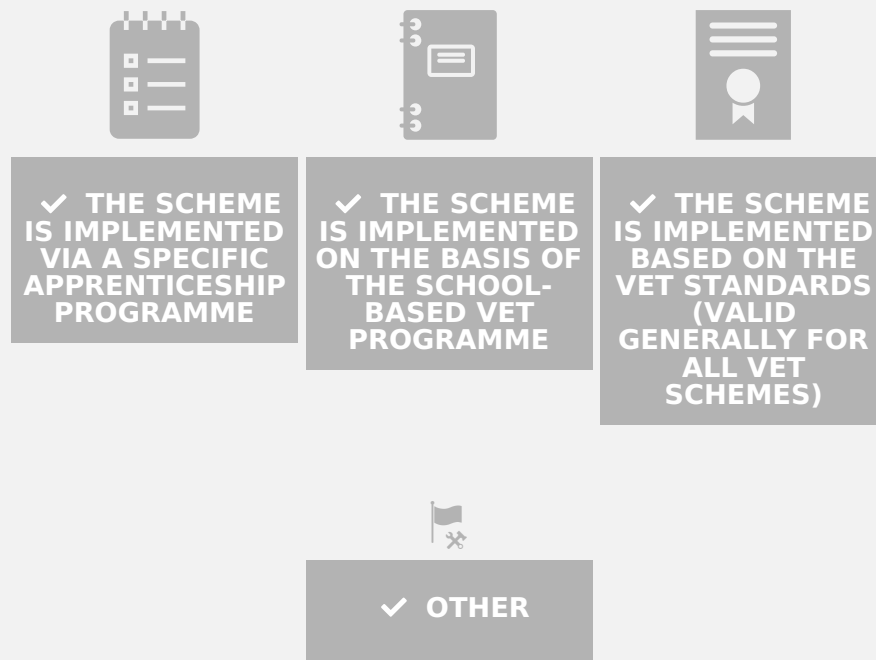 THE SCHEME
IS IMPLEMENTED
VIA A SPECIFIC
APPRENTICESHIP
PROGRAMME
THE SCHEME
IS IMPLEMENTED
ON THE BASIS OF
THE SCHOOL-
BASED VET
PROGRAMME
THE SCHEME
IS IMPLEMENTED
BASED ON THE
VET STANDARDS
(VALID
GENERALLY FOR
ALL VET
SCHEMES)
OTHER